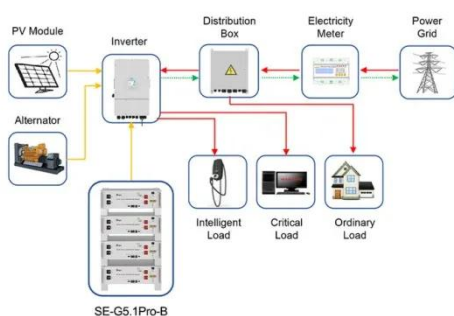 PV Module
Inverter
Distribution
Box
Electricity
Meter
Power
Grid
Alternator
Intelligent
Load
Critical
Load
Ordinary
Load
SE-G5.1Pro-B